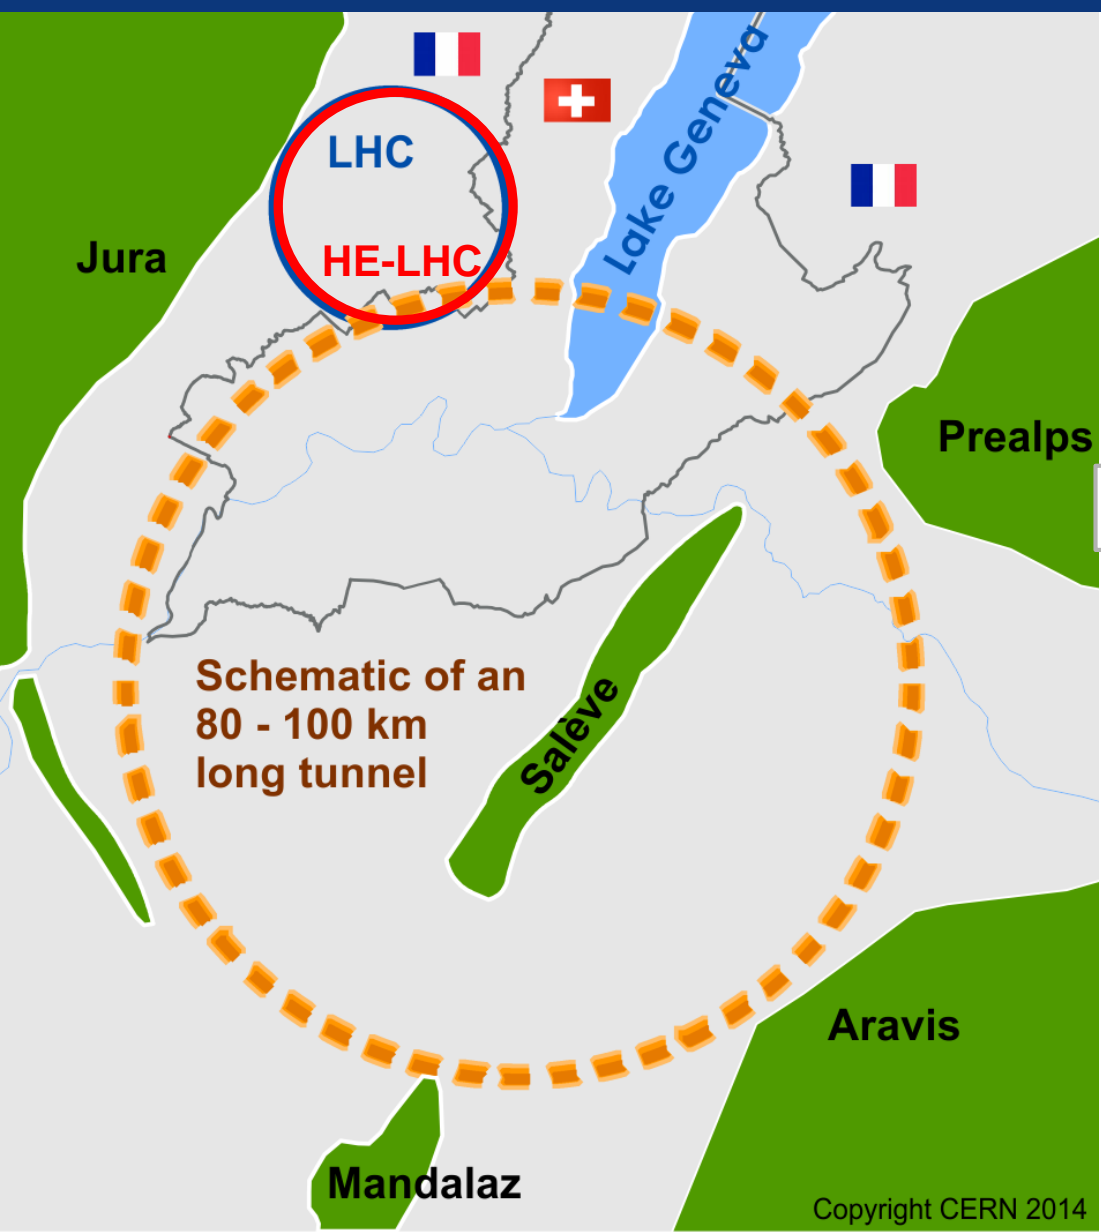 LHC
HE-LHC
Lake Geneva
Jura
Prealps
Schematic of an
80 - 100 km
long tunnel
Salève
Aravis
Mandalaz
Copyright CERN 2014